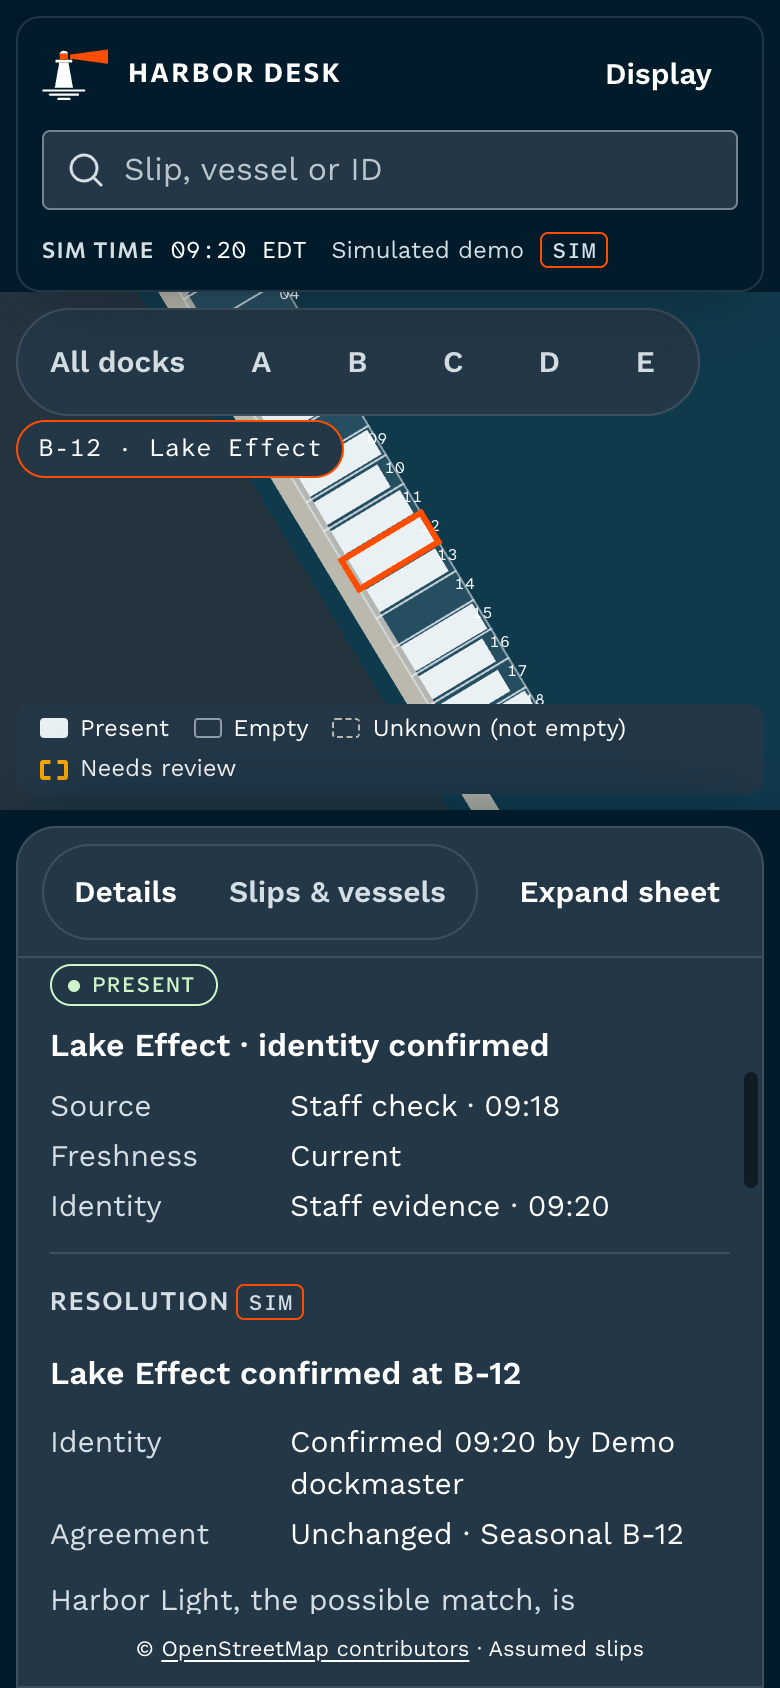 HARBOR DESK
Display
Slip, vessel or ID
SIM TIME 09:20 EDT Simulated demo SIM
04
All docks A B C D E
B-12 · Lake Effect
09
10
11
2
13
14
15
16
17
18
Present Empty Unknown (not empty)
Needs review
Details Slips & vessels Expand sheet
PRESENT
Lake Effect · identity confirmed
Source Staff check · 09:18
Freshness Current
Identity Staff evidence · 09:20
RESOLUTION SIM
Lake Effect confirmed at B-12
Identity Confirmed 09:20 by Demo
dockmaster
Agreement Unchanged · Seasonal B-12
Harbor Light, the possible match, is
© OpenStreetMap contributors · Assumed slips